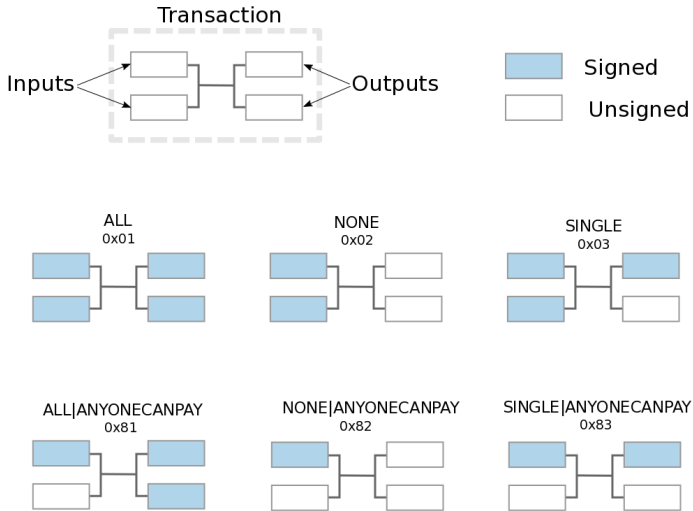 Transaction
Inputs
Outputs
Signed
Unsigned
ALL
0x01
NONE
0x02
SINGLE
0x03
ALL|ANYONECANPAY
0x81
NONE|ANYONECANPAY
0x82
SINGLE|ANYONECANPAY
0x83